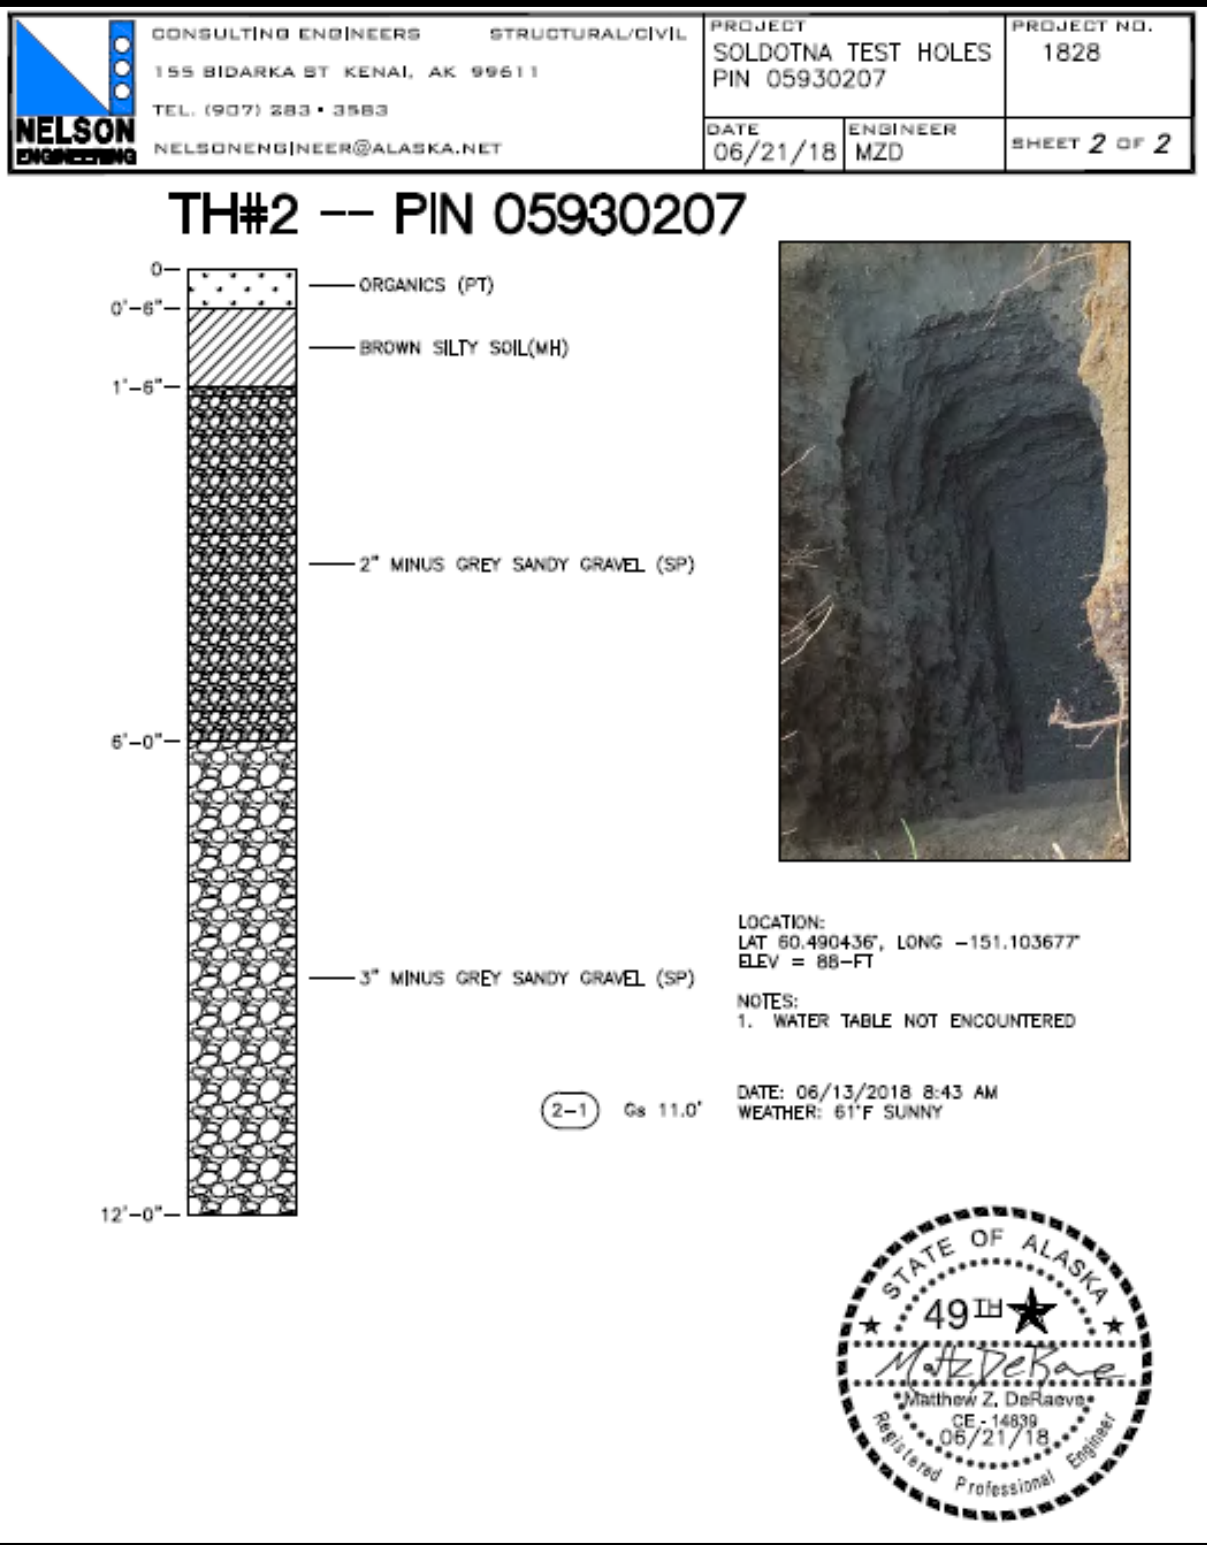 CONSULTING ENGINEERS STRUCTURAL/CIVIL
155 BIDARKA ST KENAI, AK 99611
TEL. (907) 283 • 3583
NELSONENGINEER@ALASKA.NET
NELSON
ENGINEERING
PROJECT
SOLDOTNA TEST HOLES
PIN 05930207
PROJECT NO.
1828
DATE
06/21/18
ENGINEER
MZD
SHEET 2 OF 2
TH#2 -- PIN 05930207
0
ORGANICS (PT)
0'-6"
BROWN SILTY SOIL(MH)
1'-6"
2" MINUS GREY SANDY GRAVEL (SP)
6'-0"
3" MINUS GREY SANDY GRAVEL (SP)
2-1 Gs 11.0'
12'-0"
LOCATION:
LAT 60.490436°, LONG -151.103677°
ELEV = 88-FT
NOTES:
1. WATER TABLE NOT ENCOUNTERED
DATE: 06/13/2018 8:43 AM
WEATHER: 61°F SUNNY
STATE OF ALASKA
49TH
Matthew Z. DeRaeve
CE - 14839
06/21/18
Registered Professional Engineer